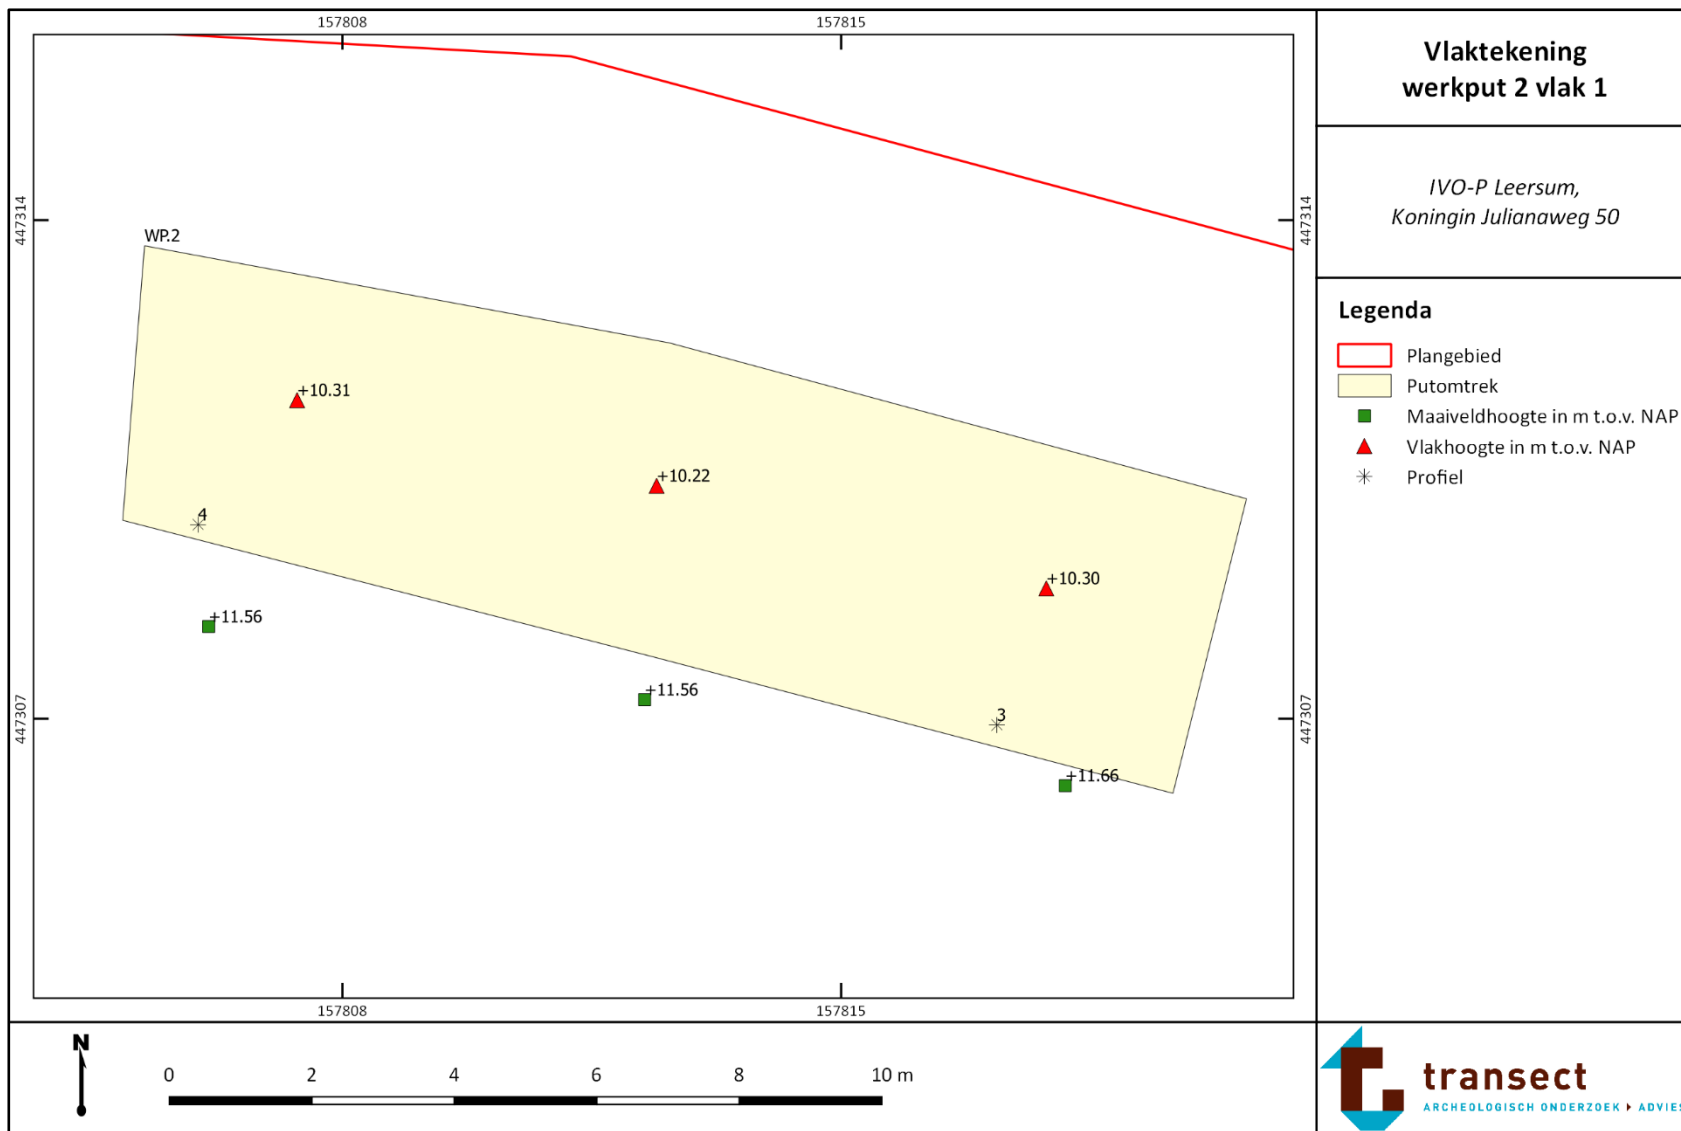 157808
157815
447314
447314
WP.2
+10.31
+10.22
4
+10.30
+11.56
+11.56
3
447307
447307
+11.66
157808
157815
N
0 2 4 6 8 10 m
Vlaktekening
werkput 2 vlak 1
IVO-P Leersum,
Koningin Julianaweg 50
Legenda
Plangebied
Putomtrek
Maaiveldhoogte in m t.o.v. NAP
Vlakhoogte in m t.o.v. NAP
Profiel
transect
ARCHEOLOGISCH ONDERZOEK ADVIES